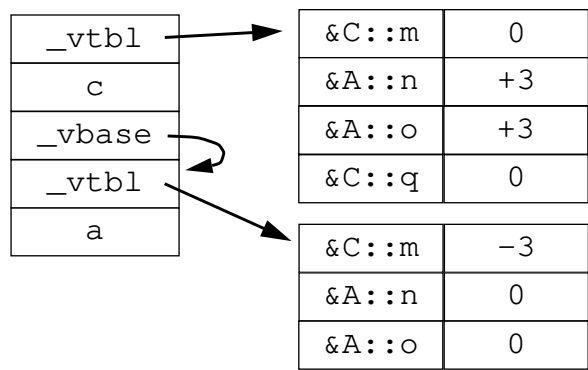 _vtbl
c
_vbase
_vtbl
a
&C::m 0
&A::n +3
&A::o +3
&C::q 0
&C::m −3
&A::n 0
&A::o 0